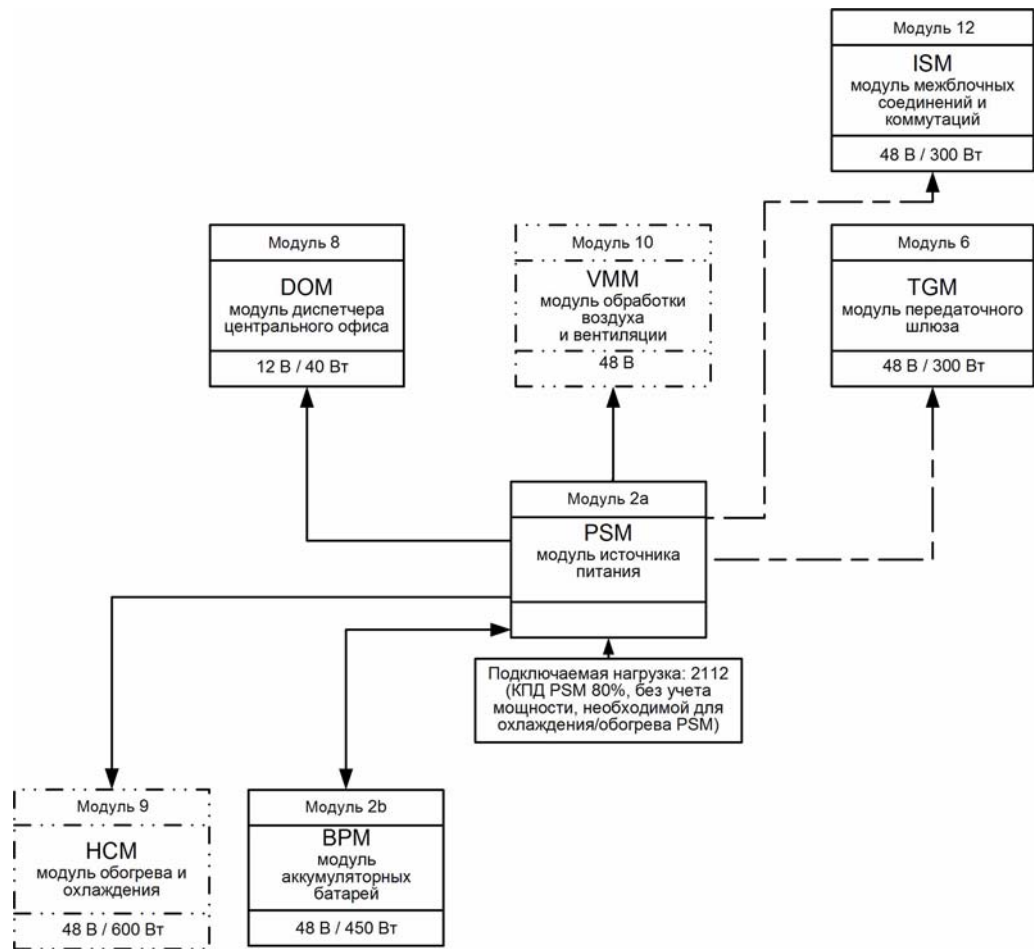 Модуль 12
ISM
модуль межблочных
соединений и
коммутаций
48 В / 300 Вт
Модуль 8
DOM
модуль диспетчера
центрального офиса
12 В / 40 Вт
Модуль 10
VMM
модуль обработки
воздуха
и вентиляции
48 В
Модуль 6
TGM
модуль передаточного
шлюза
48 В / 300 Вт
Модуль 2а
PSM
модуль источника
питания
Подключаемая нагрузка: 2112
(КПД PSM 80%, без учета
мощности, необходимой для
охлаждения/обогрева PSM)
Модуль 9
HCM
модуль обогрева и
охлаждения
48 В / 600 Вт
Модуль 2b
BPM
модуль
аккумуляторных
батарей
48 В / 450 Вт